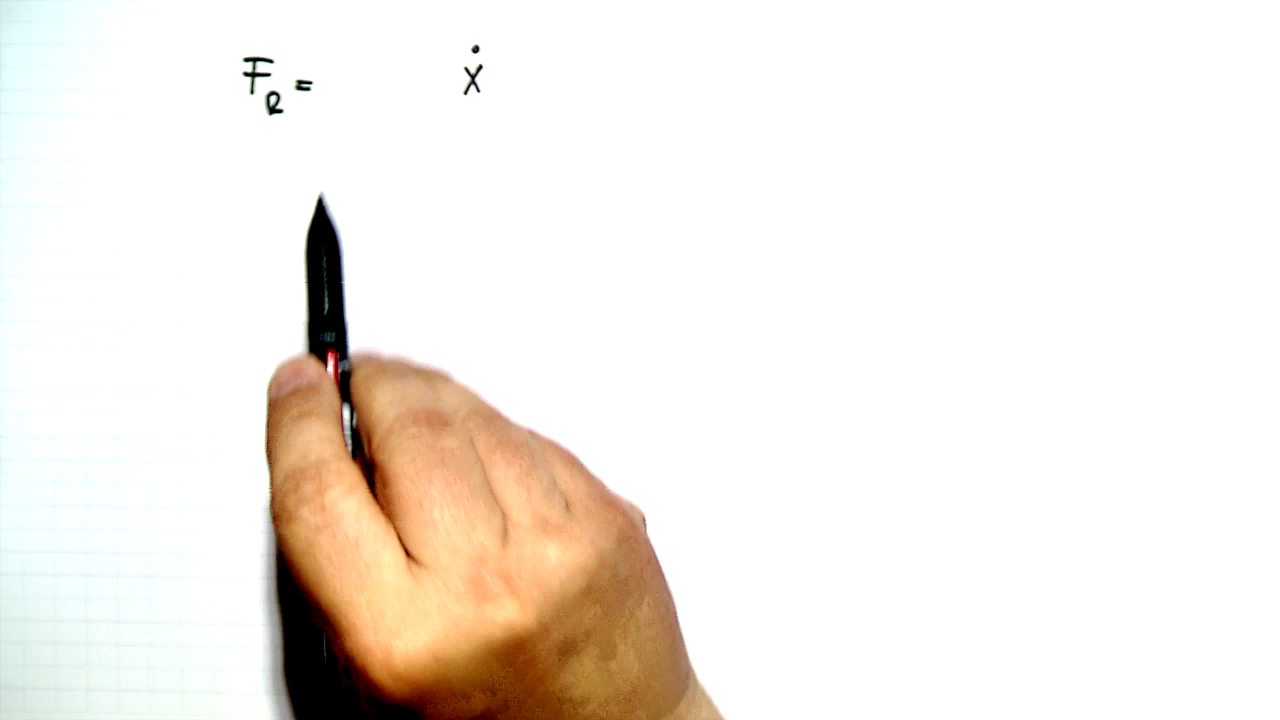 F_R = ẋ